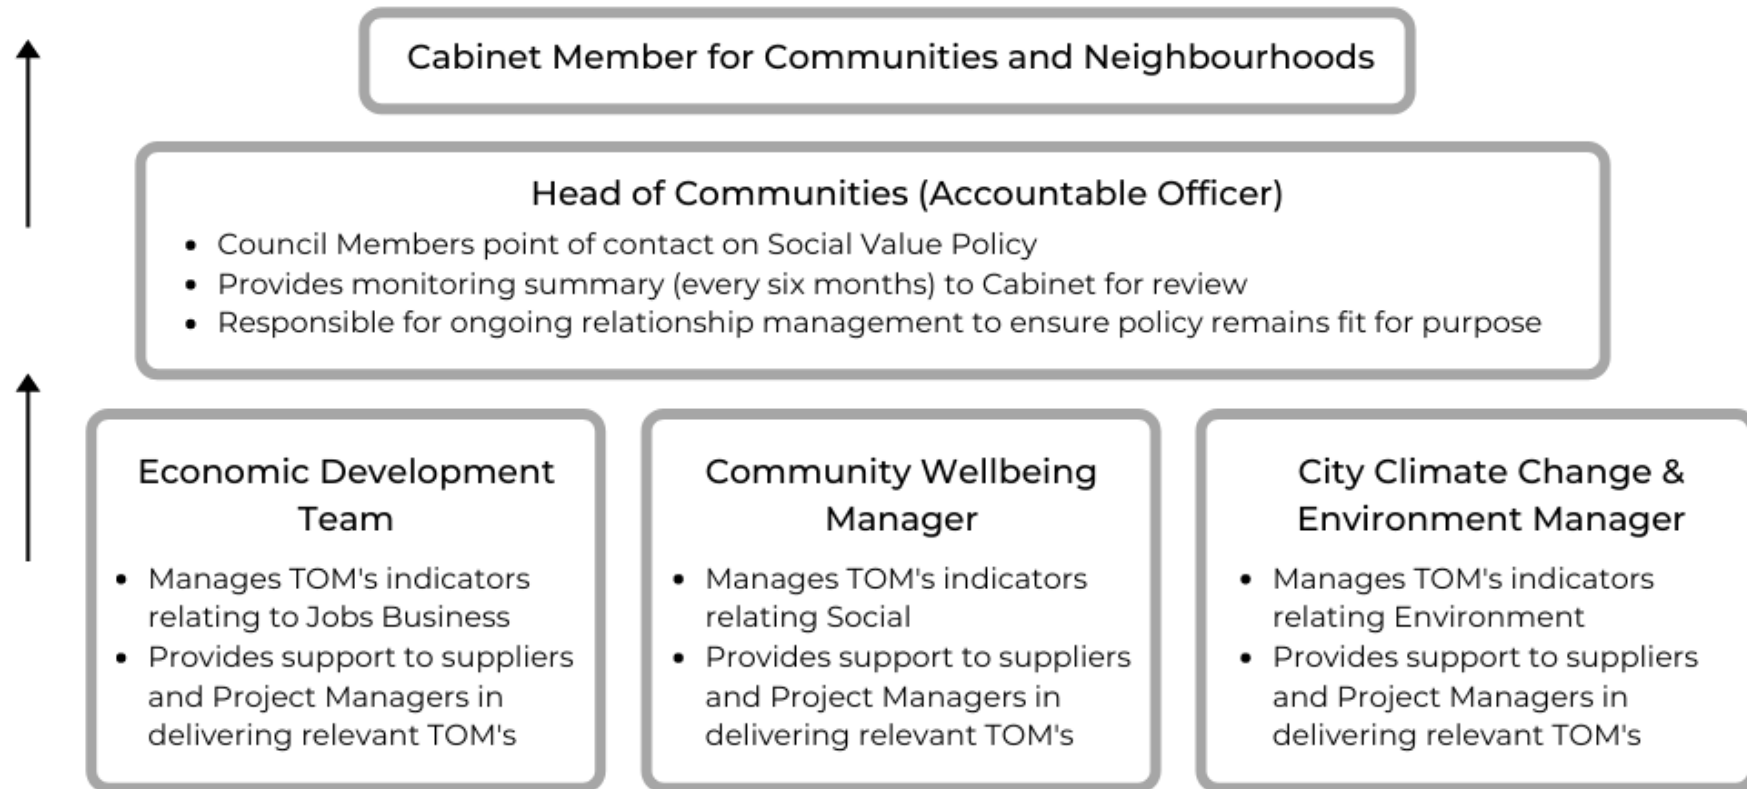 Cabinet Member for Communities and Neighbourhoods
Head of Communities (Accountable Officer)
• Council Members point of contact on Social Value Policy
• Provides monitoring summary (every six months) to Cabinet for review
• Responsible for ongoing relationship management to ensure policy remains fit for purpose
Economic Development
Team
• Manages TOM's indicators
relating to Jobs Business
• Provides support to suppliers
and Project Managers in
delivering relevant TOM's
Community Wellbeing
Manager
• Manages TOM's indicators
relating Social
• Provides support to suppliers
and Project Managers in
delivering relevant TOM's
City Climate Change &
Environment Manager
• Manages TOM's indicators
relating Environment
• Provides support to suppliers
and Project Managers in
delivering relevant TOM's